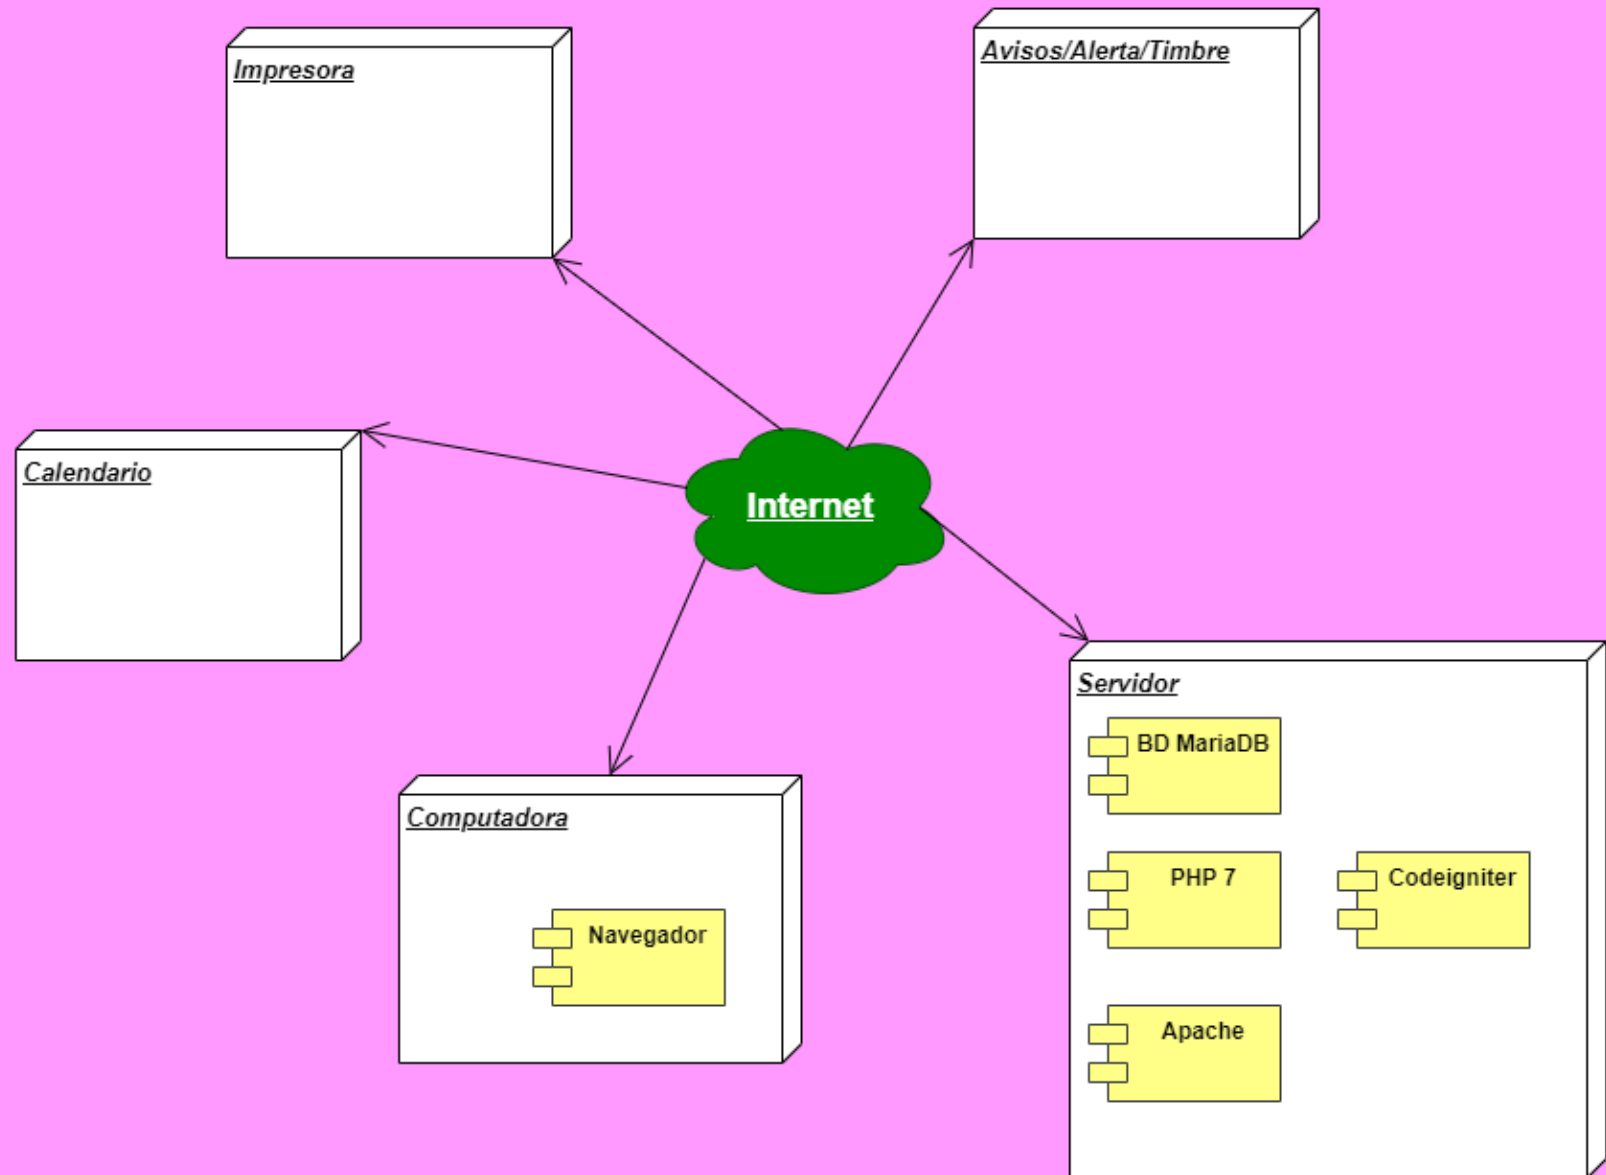 Impresora
Avisos/Alerta/Timbre
Calendario
Internet
Servidor
BD MariaDB
PHP 7
Codeigniter
Apache
Computadora
Navegador